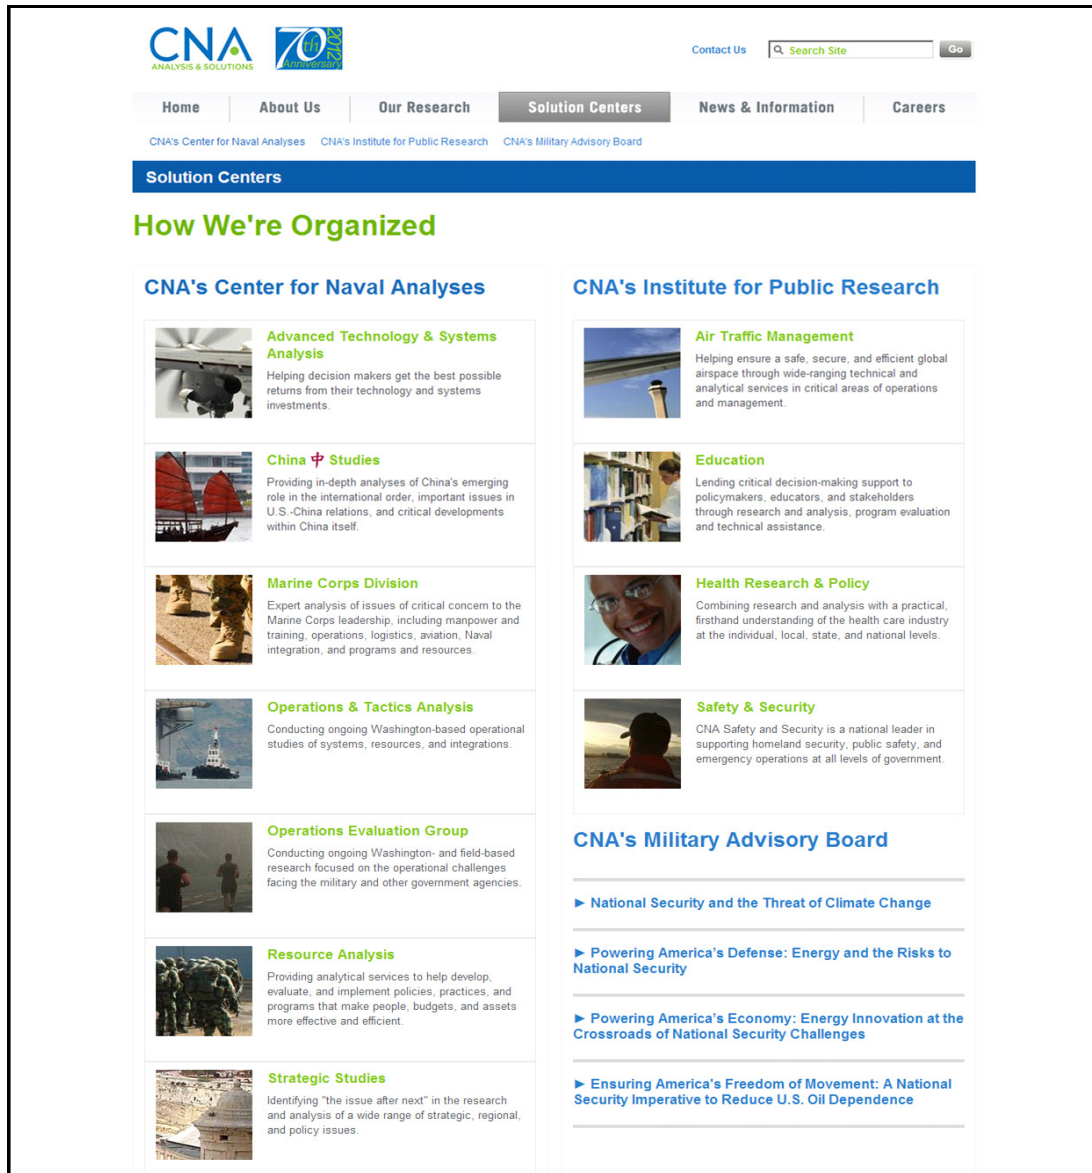 CNA
ANALYSIS & SOLUTIONS
70th
Anniversary
2012
Contact Us
Search Site
Go
Home
About Us
Our Research
Solution Centers
News & Information
Careers
CNA's Center for Naval Analyses
CNA's Institute for Public Research
CNA's Military Advisory Board
Solution Centers
How We're Organized
CNA's Center for Naval Analyses
Advanced Technology & Systems
Analysis
Helping decision makers get the best possible
returns from their technology and systems
investments.
China 中 Studies
Providing in-depth analyses of China's emerging
role in the international order, important issues in
U.S.-China relations, and critical developments
within China itself.
Marine Corps Division
Expert analysis of issues of critical concern to the
Marine Corps leadership, including manpower and
training, operations, logistics, aviation, Naval
integration, and programs and resources.
Operations & Tactics Analysis
Conducting ongoing Washington-based operational
studies of systems, resources, and integrations.
Operations Evaluation Group
Conducting ongoing Washington- and field-based
research focused on the operational challenges
facing the military and other government agencies.
Resource Analysis
Providing analytical services to help develop,
evaluate, and implement policies, practices, and
programs that make people, budgets, and assets
more effective and efficient.
Strategic Studies
Identifying "the issue after next" in the research
and analysis of a wide range of strategic, regional,
and policy issues.
CNA's Institute for Public Research
Air Traffic Management
Helping ensure a safe, secure, and efficient global
airspace through wide-ranging technical and
analytical services in critical areas of operations
and management.
Education
Lending critical decision-making support to
policymakers, educators, and stakeholders
through research and analysis, program evaluation
and technical assistance.
Health Research & Policy
Combining research and analysis with a practical,
firsthand understanding of the health care industry
at the individual, local, state, and national levels.
Safety & Security
CNA Safety and Security is a national leader in
supporting homeland security, public safety, and
emergency operations at all levels of government.
CNA's Military Advisory Board
► National Security and the Threat of Climate Change
► Powering America's Defense: Energy and the Risks to
National Security
► Powering America's Economy: Energy Innovation at the
Crossroads of National Security Challenges
► Ensuring America's Freedom of Movement: A National
Security Imperative to Reduce U.S. Oil Dependence